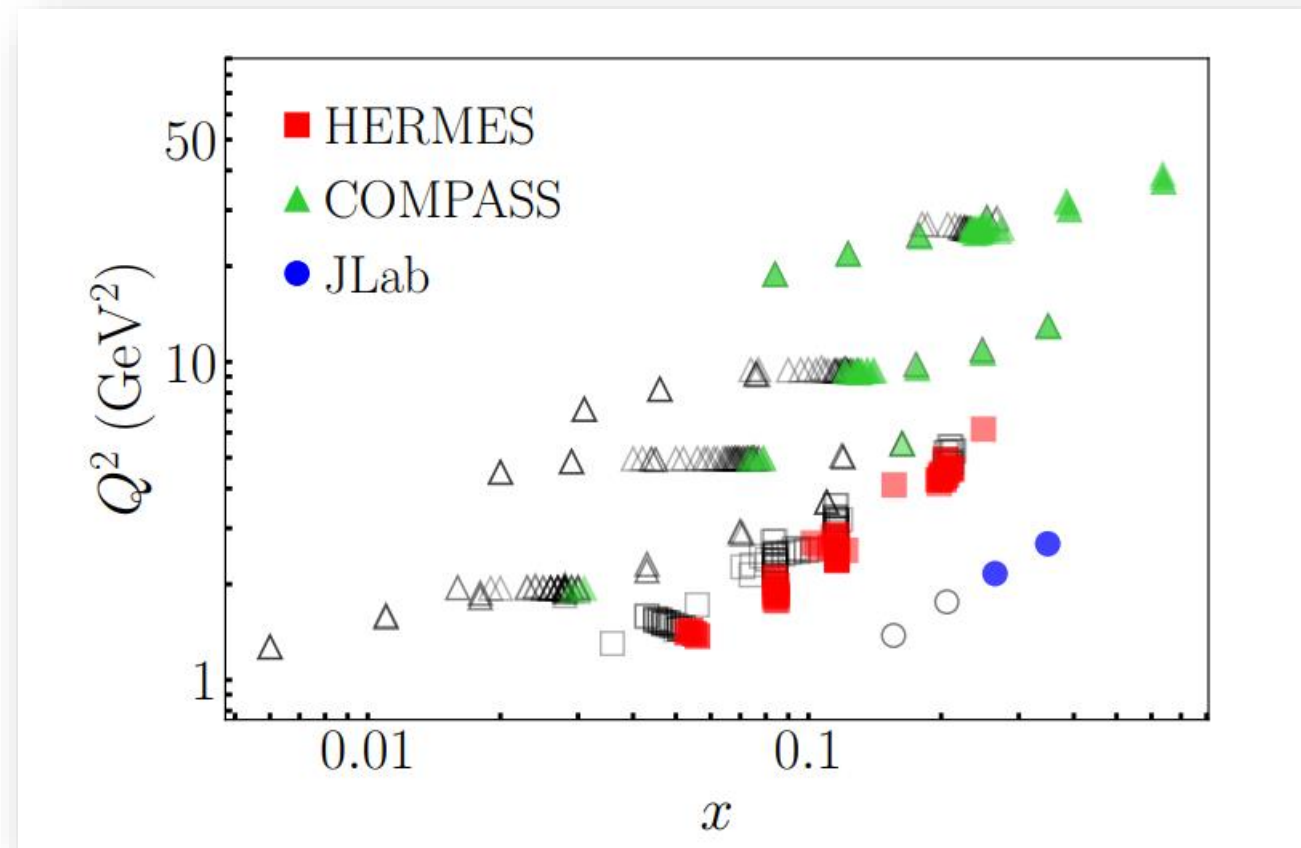 HERMES
COMPASS
JLab
50
10
1
Q² (GeV²)
0.01 0.1
x